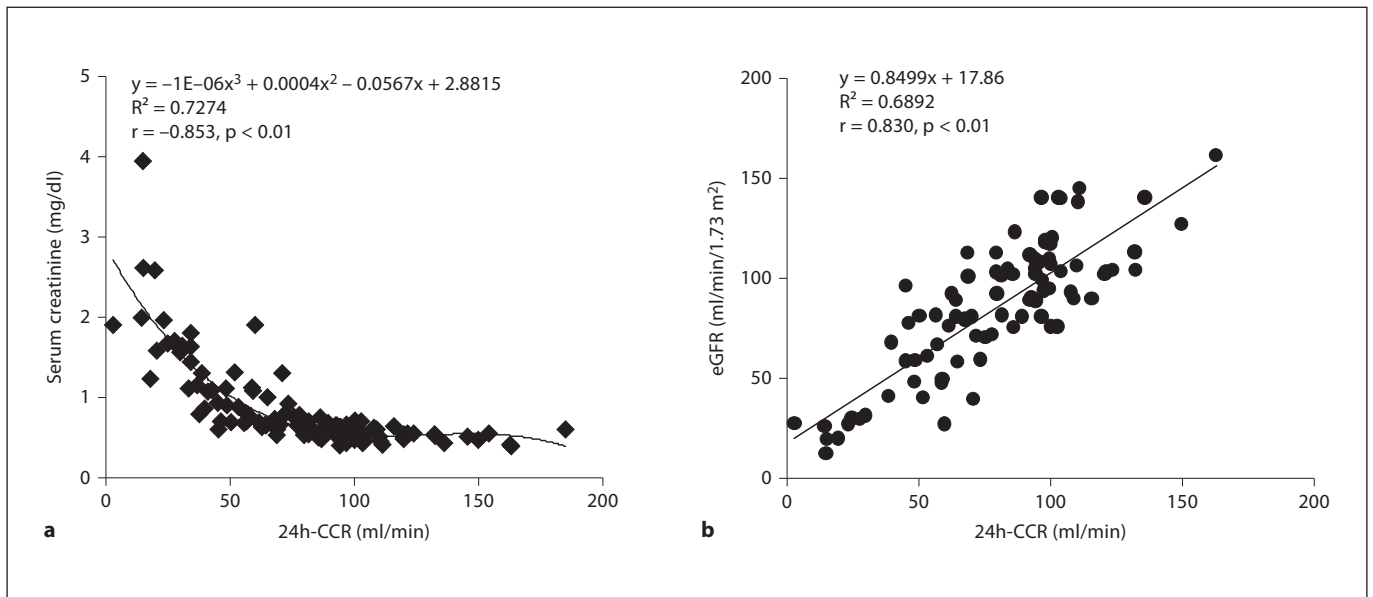 y = –1E–06x³ + 0.0004x² – 0.0567x + 2.8815
R² = 0.7274
r = –0.853, p < 0.01
5
4
3
2
1
0
Serum creatinine (mg/dl)
0 50 100 150 200
24h-CCR (ml/min)
a
y = 0.8499x + 17.86
R² = 0.6892
r = 0.830, p < 0.01
200
150
100
50
0
eGFR (ml/min/1.73 m²)
0 50 100 150 200
24h-CCR (ml/min)
b